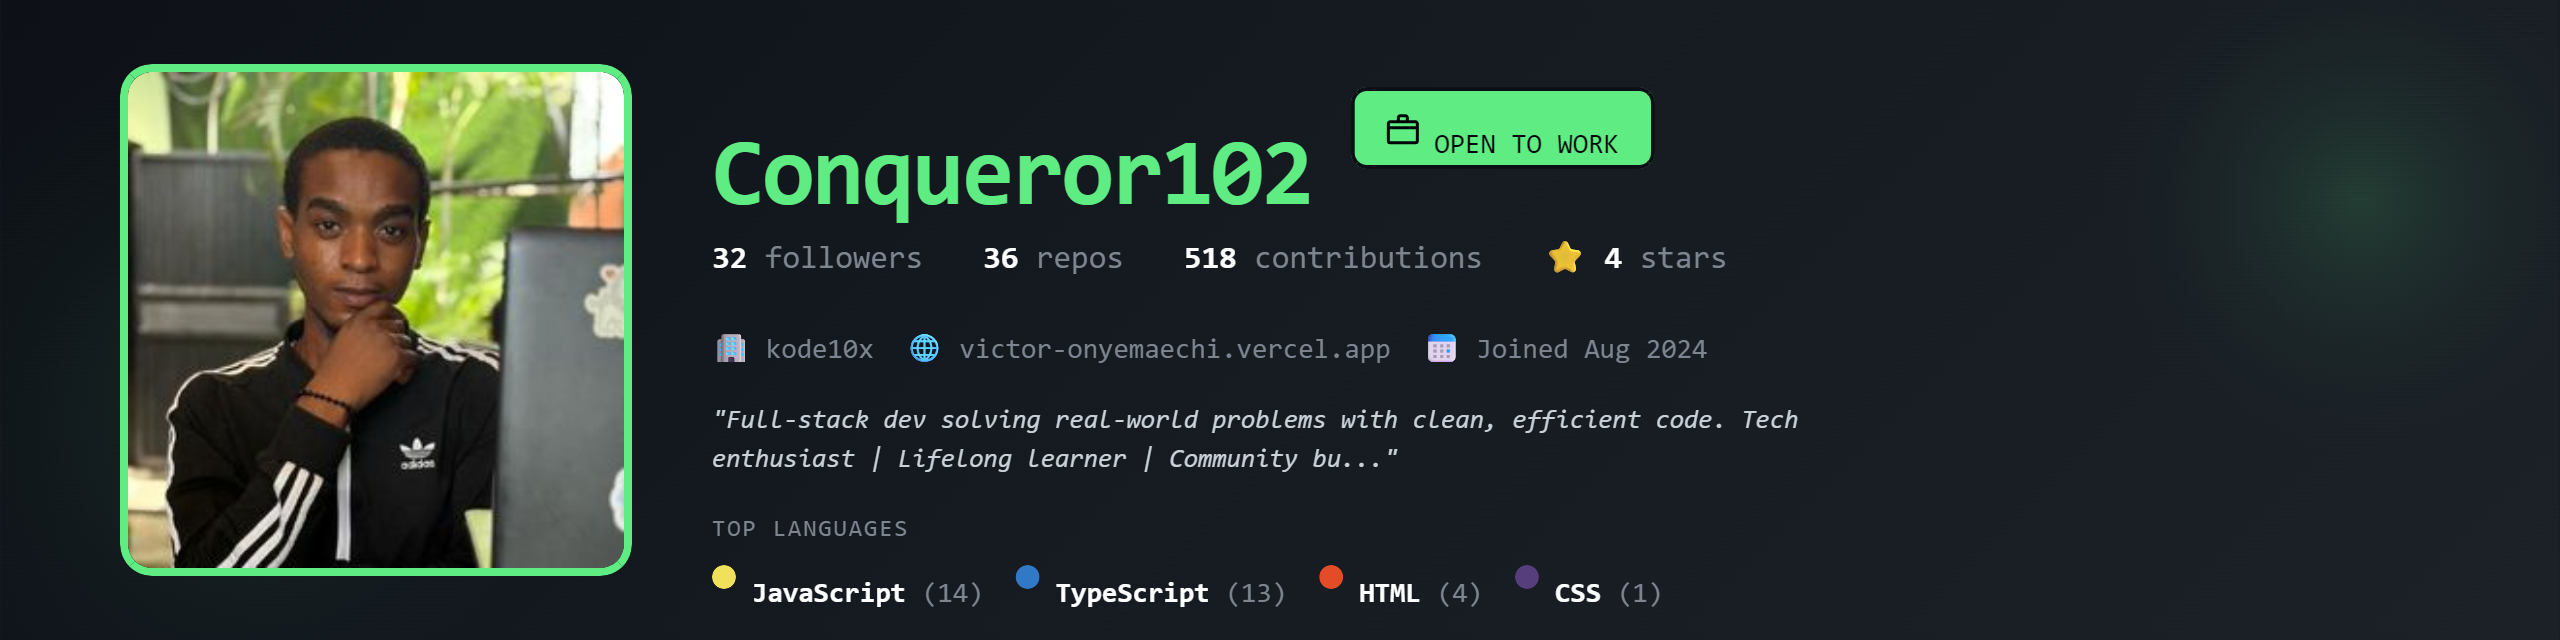 OPEN TO WORK
Conqueror102
32 followers 36 repos 518 contributions 4 stars
kode10x victor-onyemaechi.vercel.app Joined Aug 2024
"Full-stack dev solving real-world problems with clean, efficient code. Tech
enthusiast | Lifelong learner | Community bu..."
adidas
TOP LANGUAGES
JavaScript (14) TypeScript (13) HTML (4) CSS (1)